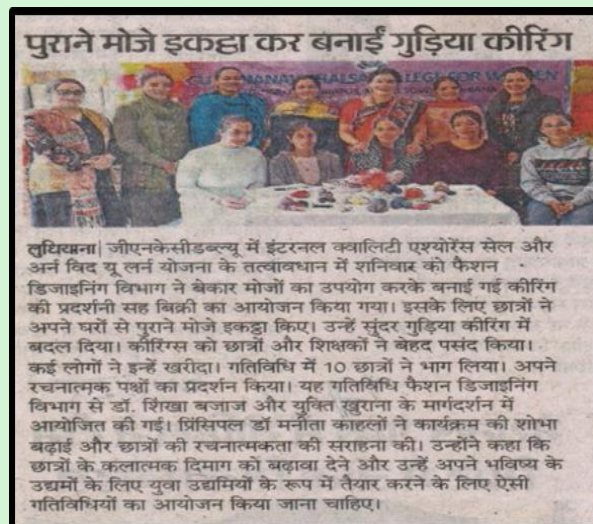 पुराने मोजे इकट्ठा कर बनाईं गुड़िया कीरिंग
COLLEGE FOR WOMEN
लुधियाना| जीएनकेसीडब्ल्यू में इंटरनल क्वालिटी एश्योरेंस सेल और
अर्न विद यू लर्न योजना के तत्वावधान में शनिवार को फैशन
डिजाइनिंग विभाग ने बेकार मोजों का उपयोग करके बनाई गई कीरिंग
की प्रदर्शनी सह बिक्री का आयोजन किया गया। इसके लिए छात्रों ने
अपने घरों से पुराने मोजे इकट्ठा किए। उन्हें सुंदर गुड़िया कीरिंग में
बदल दिया। कीरिंग्स को छात्रों और शिक्षकों ने बेहद पसंद किया।
कई लोगों ने इन्हें खरीदा। गतिविधि में 10 छात्रों ने भाग लिया। अपने
रचनात्मक पक्षों का प्रदर्शन किया। यह गतिविधि फैशन डिजाइनिंग
विभाग से डॉ. शिखा बजाज और युक्ति खुराना के मार्गदर्शन में
आयोजित की गई। प्रिंसिपल डॉ मनीता काहलों ने कार्यक्रम की शोभा
बढ़ाई और छात्रों की रचनात्मकता की सराहना की। उन्होंने कहा कि
छात्रों के कलात्मक दिमाग को बढ़ावा देने और उन्हें अपने भविष्य के
उद्यमों के लिए युवा उद्यमियों के रूप में तैयार करने के लिए ऐसी
गतिविधियों का आयोजन किया जाना चाहिए।